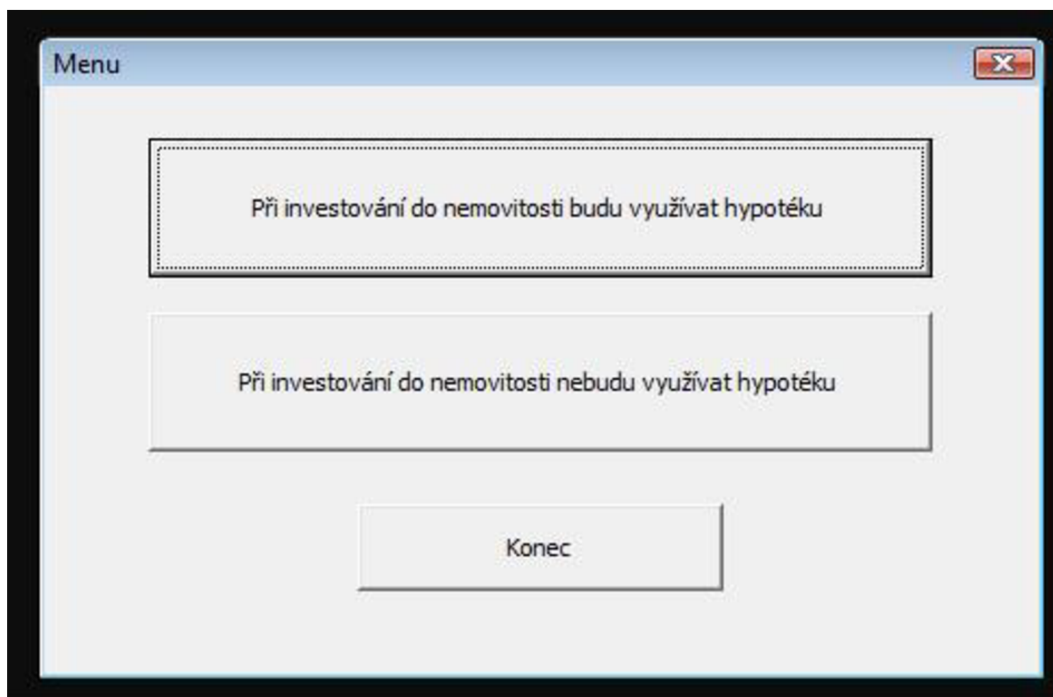 Menu
Při investování do nemovitosti budu využívat hypotéku
Při investování do nemovitosti nebudu využívat hypotéku
Konec